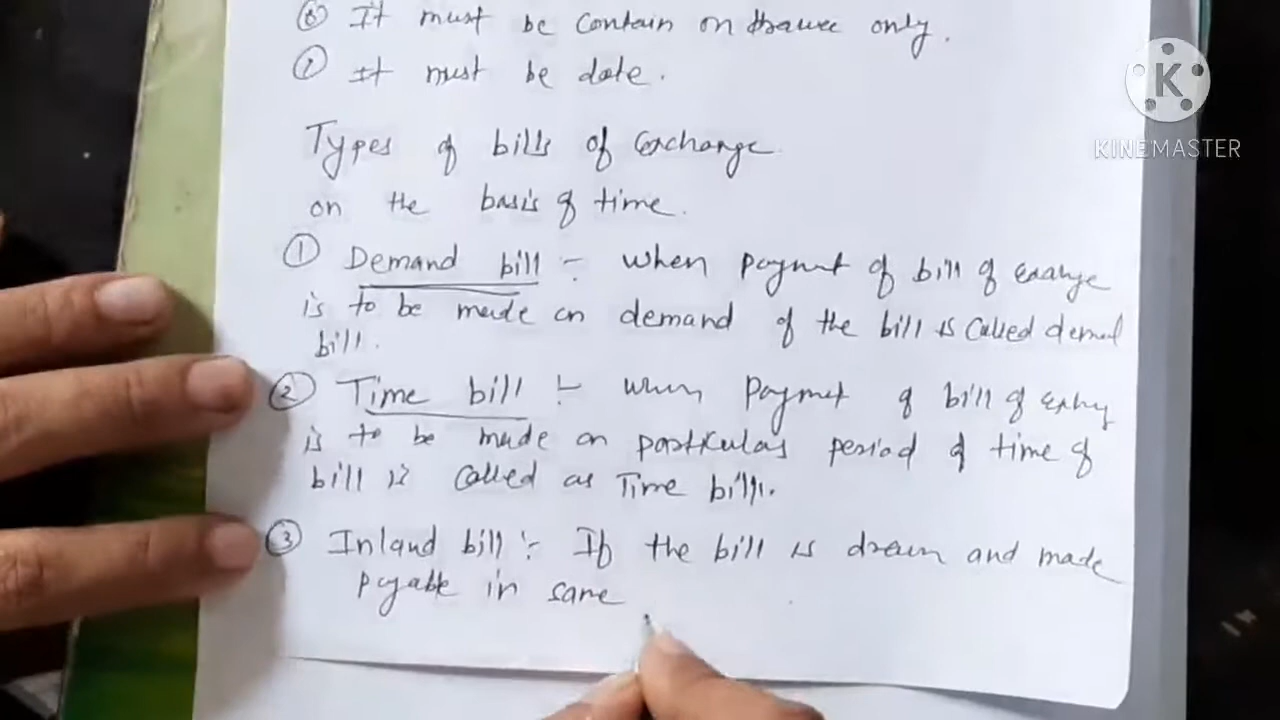 ⑥ It must be contain on drawee only.
⑦ It must be date.
K
KINEMASTER
Types of bills of Exchange
on the basis of time.
① Demand bill :- when payment of bill of exchange
is to be made on demand of the bill is called demand
bill.
② Time bill :- when payment of bill of
is to be made on particular period of time of
bill is called as Time bills.
③ Inland bill :- If the bill is drawn and made
payable in same